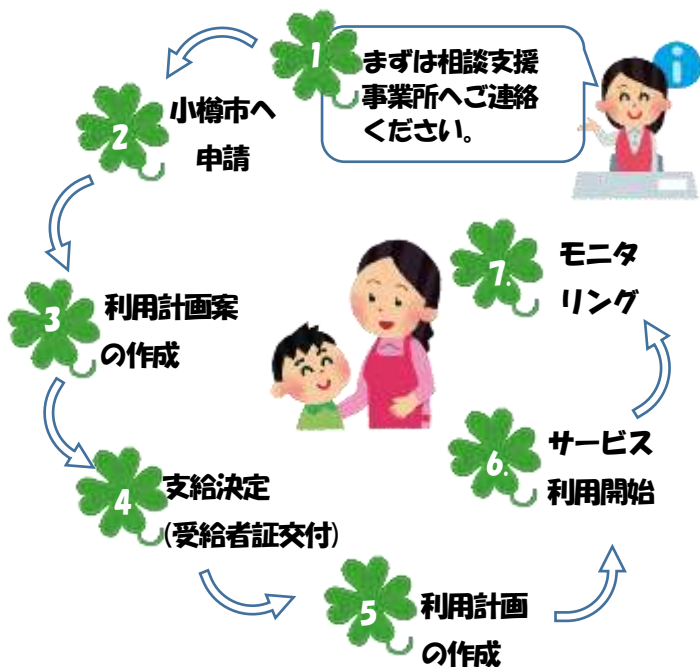 1
まずは相談支援
事業所へご連絡
ください。
i
2
小樽市へ
申請
3
利用計画案
の作成
4
支給決定
(受給者証交付)
5
利用計画
の作成
6.
サービス
利用開始
7.
モニタ
リング